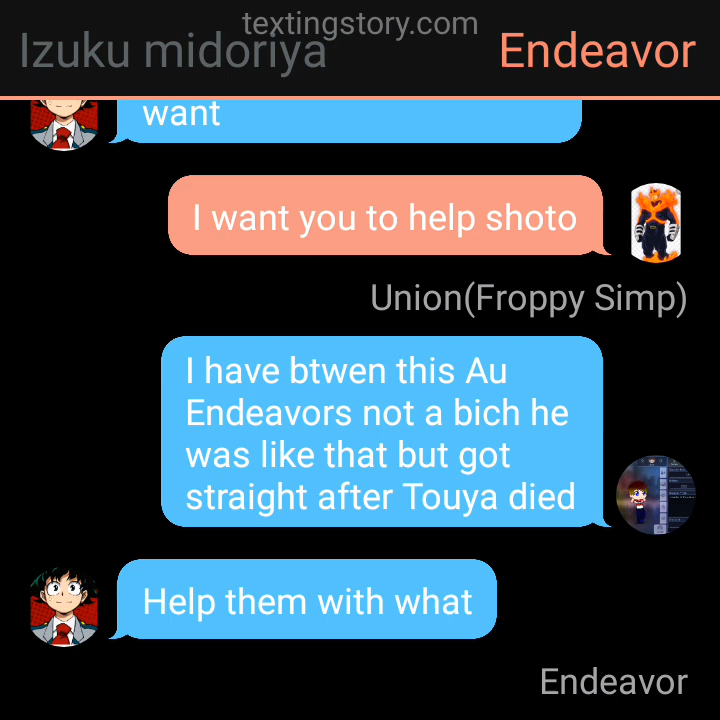 textingstory.com
Izuku midoriya
Endeavor
want
I want you to help shoto
Union(Froppy Simp)
I have btwen this Au
Endeavors not a bich he
was like that but got
straight after Touya died
Help them with what
Endeavor